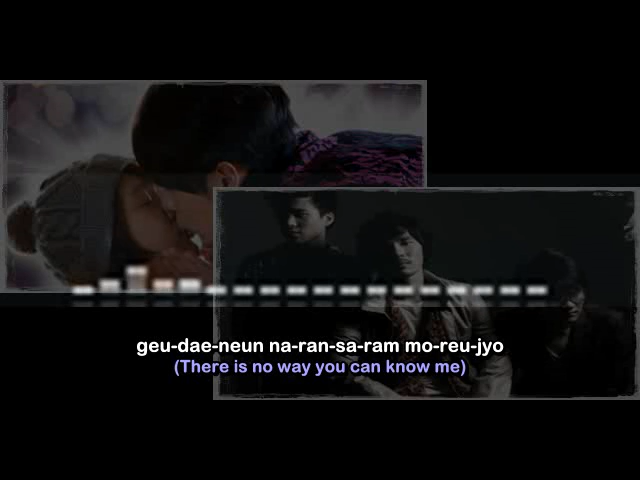 geu-dae-neun na-ran-sa-ram mo-reu-jyo
(There is no way you can know me)